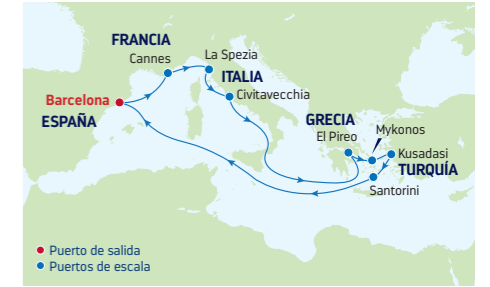 FRANCIA
Cannes
La Spezia
ITALIA
Civitavecchia
Barcelona
ESPAÑA
GRECIA
El Pireo
Mykonos
Kusadasi
TURQUÍA
Santorini
Puerto de salida
Puertos de escala